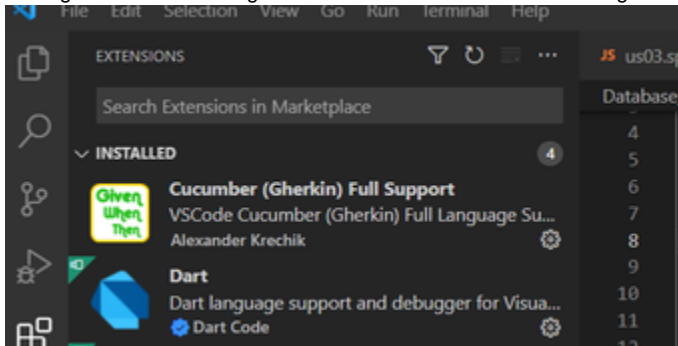 File Edit Selection View Go Run Terminal Help
EXTENSIONS
JS us03.s
Search Extensions in Marketplace
Database
INSTALLED
4
Given,
When,
Then,
Cucumber (Gherkin) Full Support
VSCode Cucumber (Gherkin) Full Language Su...
Alexander Krechik
Dart
Dart language support and debugger for Visua...
Dart Code
4
5
6
7
8
9
10
11